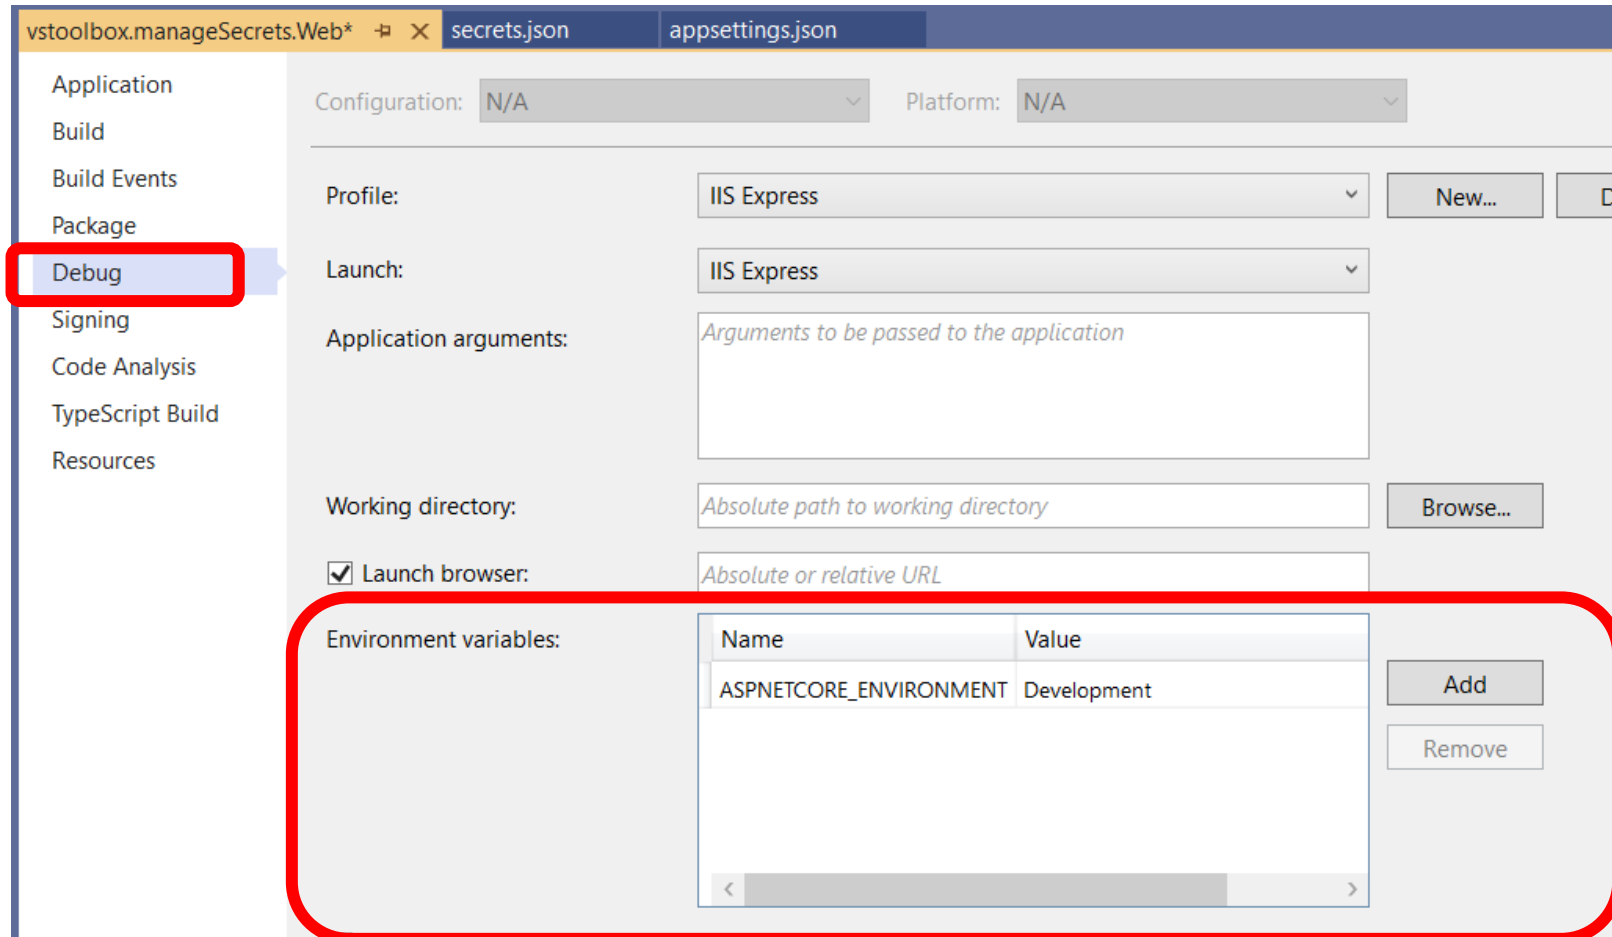 vstoolbox.manageSecrets.Web*
secrets.json
appsettings.json
Application
Build
Build Events
Package
Debug
Signing
Code Analysis
TypeScript Build
Resources
Configuration: N/A
Platform: N/A
Profile: IIS Express
New...
D
Launch: IIS Express
Application arguments: Arguments to be passed to the application
Working directory: Absolute path to working directory
Browse...
Launch browser: Absolute or relative URL
Environment variables:
Name Value
ASPNETCORE_ENVIRONMENT Development
Add
Remove